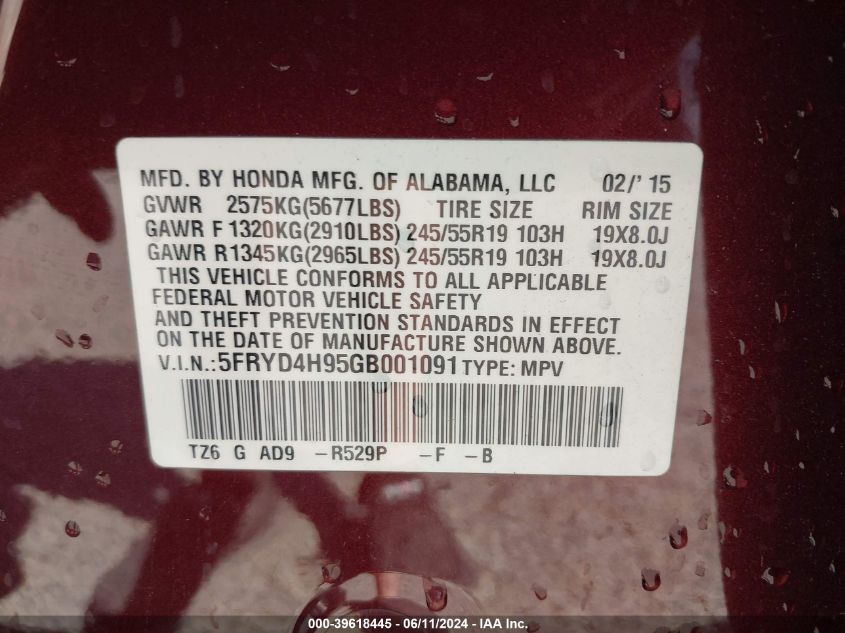 MFD. BY HONDA MFG. OF ALABAMA, LLC 02/' 15
GVWR 2575KG(5677LBS) TIRE SIZE RIM SIZE
GAWR F 1320KG(2910LBS) 245/55R19 103H 19X8.0J
GAWR R1345KG(2965LBS) 245/55R19 103H 19X8.0J
THIS VEHICLE CONFORMS TO ALL APPLICABLE
FEDERAL MOTOR VEHICLE SAFETY
AND THEFT PREVENTION STANDARDS IN EFFECT
ON THE DATE OF MANUFACTURE SHOWN ABOVE.
V.I.N.:5FRYD4H95GB001091 TYPE: MPV
TZ6 G AD9 -R529P -F -B
000-39618445 - 06/11/2024 - IAA Inc.